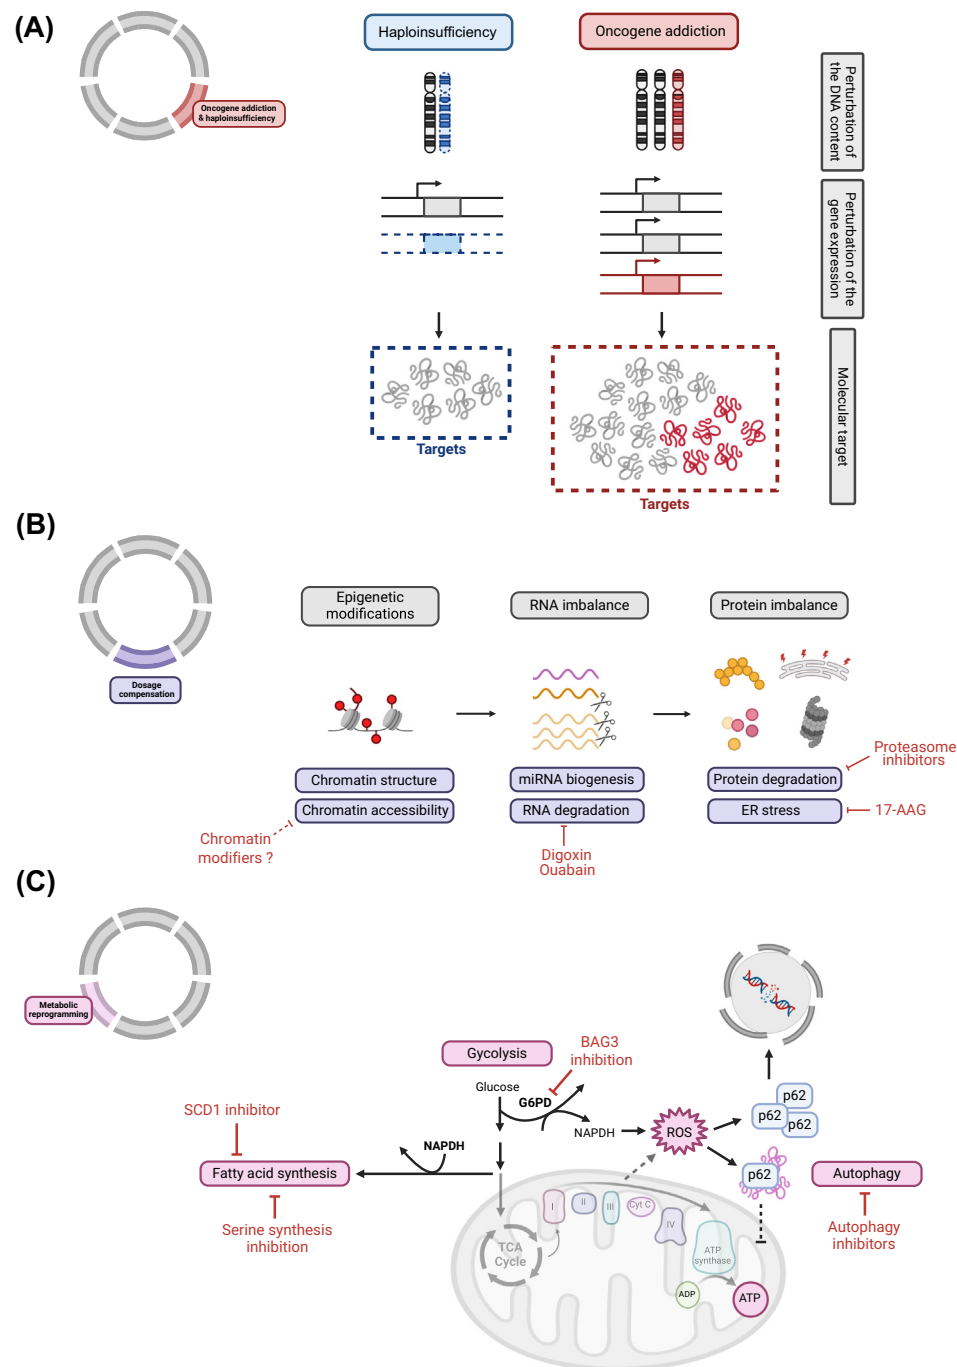 (A)
Oncogene addiction
& haploinsufficiency
Haploinsufficiency
Oncogene addiction
Perturbation of
the DNA content
Perturbation of the
gene expression
Molecular target
Targets
Targets
(B)
Dosage
compensation
Epigenetic
modifications
RNA imbalance
Protein imbalance
Chromatin structure
Chromatin accessibility
miRNA biogenesis
RNA degradation
Protein degradation
ER stress
Proteasome
inhibitors
17-AAG
Chromatin
modifiers ?
Digoxin
Ouabain
(C)
Metabolic
reprogramming
Gycolysis
BAG3
inhibition
Glucose
G6PD
NAPDH
ROS
p62
p62
p62
p62
Autophagy
Autophagy
inhibitors
SCD1 inhibitor
NAPDH
Fatty acid synthesis
Serine synthesis
inhibition
TCA
Cycle
I
II
III
Cyt C
IV
ATP
synthase
ADP
ATP